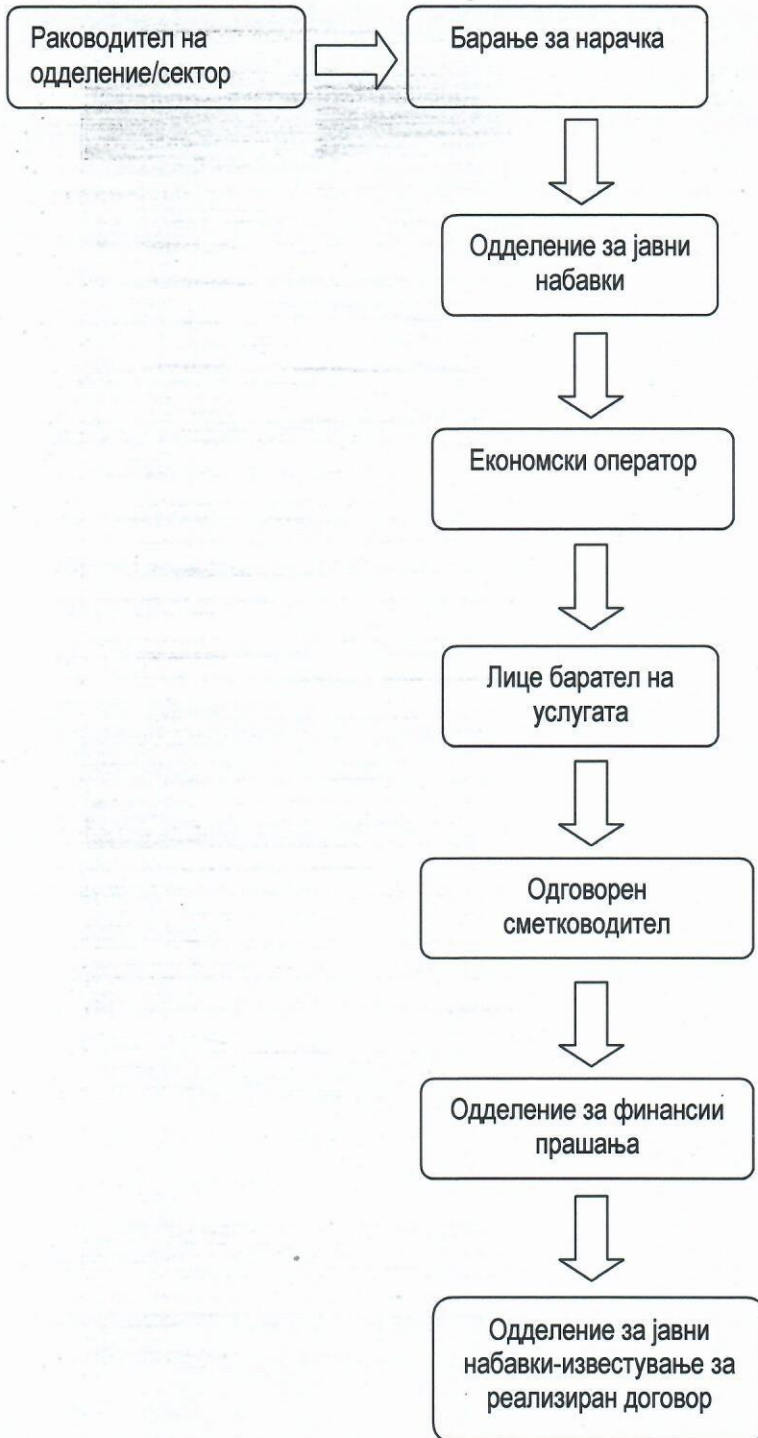 Раководител на
одделение/сектор
Барање за нарачка
Одделение за јавни
набавки
Економски оператор
Лице барател на
услугата
Одговорен
сметководител
Одделение за финансии
прашања
Одделение за јавни
набавки-известување за
реализиран договор